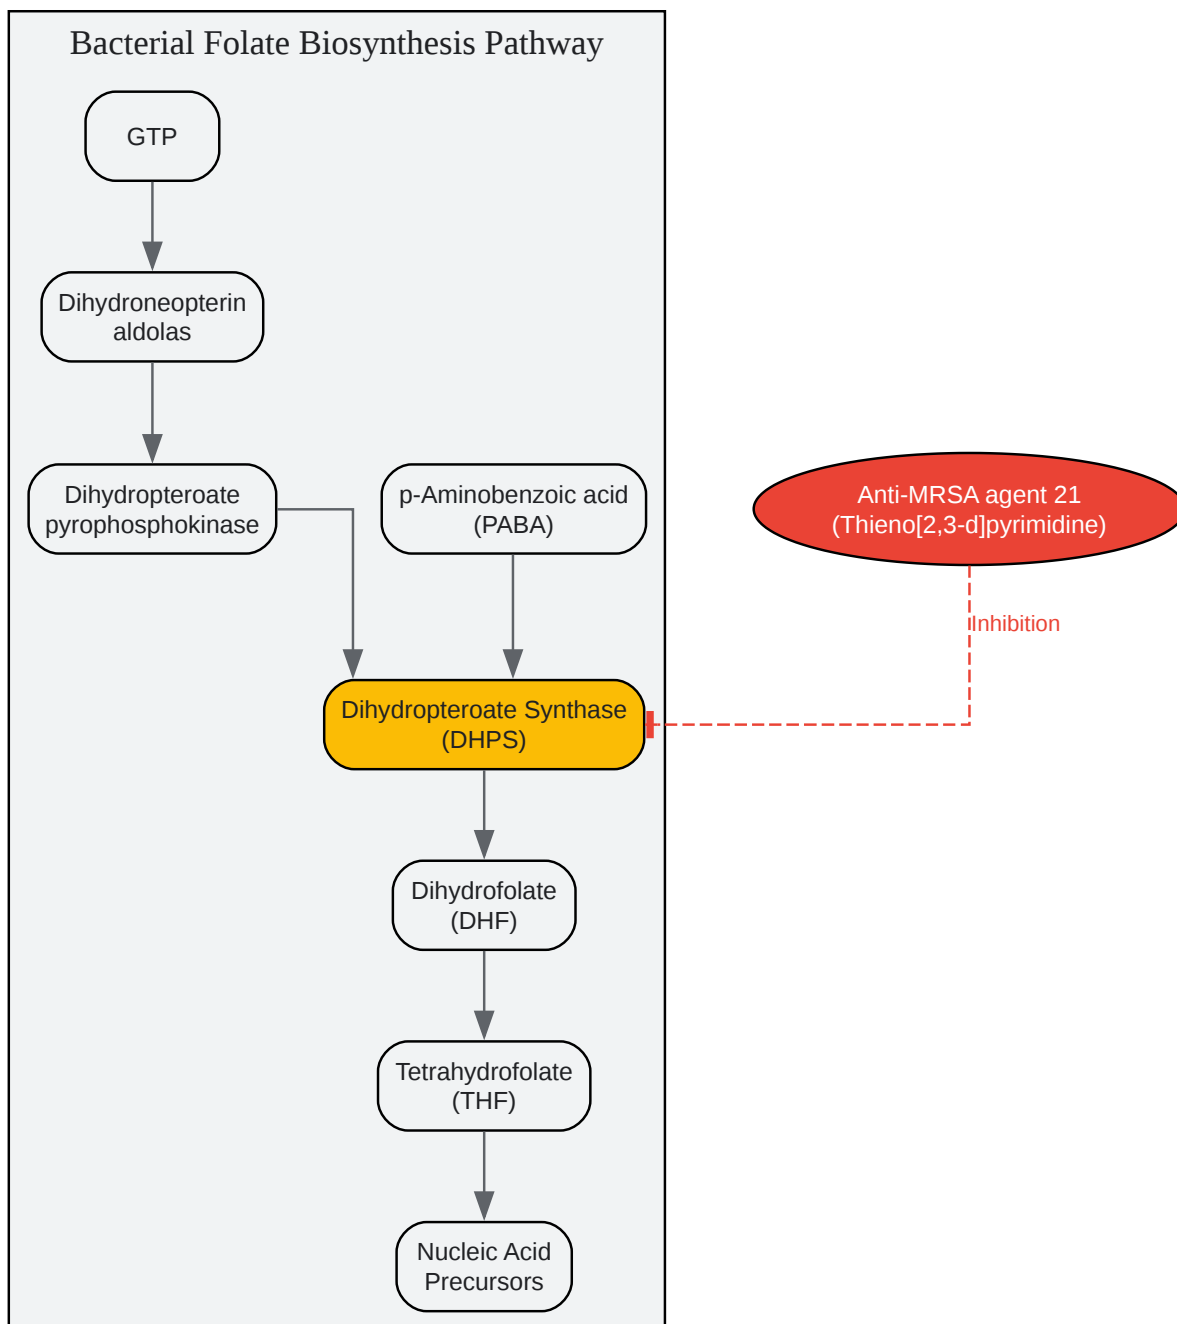 Bacterial Folate Biosynthesis Pathway
GTP
Dihydroneopterin
aldolas
Dihydropteroate
pyrophosphokinase
p-Aminobenzoic acid
(PABA)
Anti-MRSA agent 21
(Thieno[2,3-d]pyrimidine)
Inhibition
Dihydropteroate Synthase
(DHPS)
Dihydrofolate
(DHF)
Tetrahydrofolate
(THF)
Nucleic Acid
Precursors